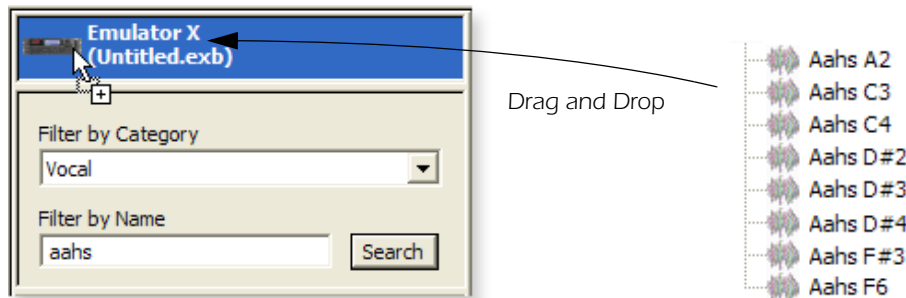 Emulator X
(Untitled.exb)
Filter by Category
Vocal
Filter by Name
aahs
Search
Drag and Drop
Aahs A2
Aahs C3
Aahs C4
Aahs D#2
Aahs D#3
Aahs D#4
Aahs F#3
Aahs F6